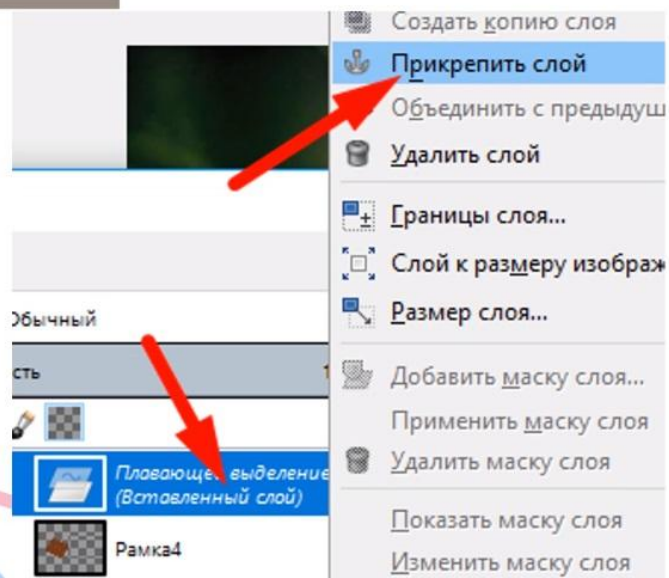 Создать копию слоя
Прикрепить слой
Объединить с предыдущ
Удалить слой
Границы слоя...
Слой к размеру изображ
Размер слоя...
Добавить маску слоя...
Применить маску слоя
Удалить маску слоя
Показать маску слоя
Изменить маску слоя
Обычный
сть
1
Плавающее выделение
(Вставленный слой)
Рамка4